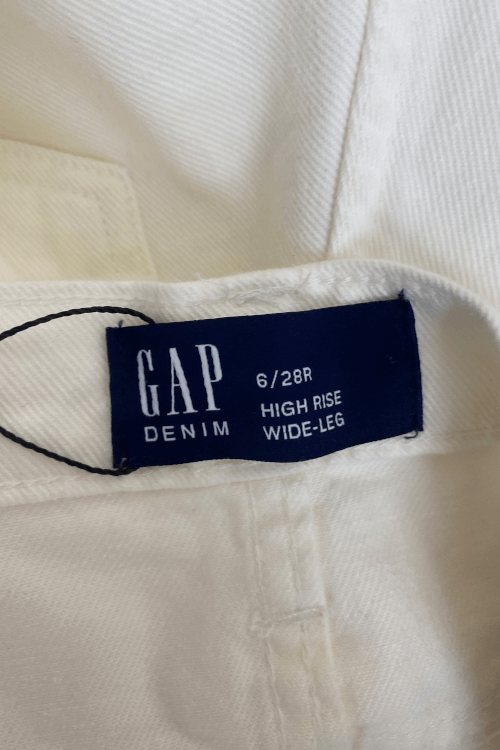 GAP
DENIM
6/28R
HIGH RISE
WIDE-LEG